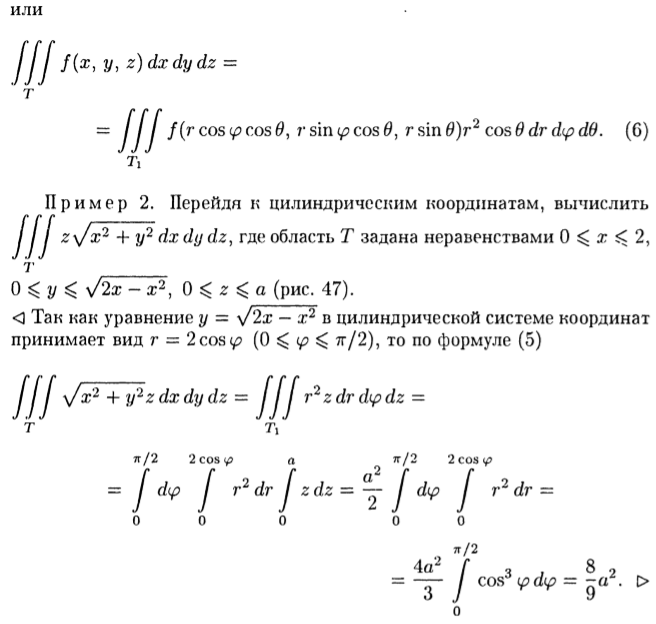 или
∭_T f(x, y, z) dx dy dz =
= ∭_{T₁} f(r cos φ cos θ, r sin φ cos θ, r sin θ)r² cos θ dr dφ dθ. (6)
Пример 2. Перейдя к цилиндрическим координатам, вычислить
∭_T z√(x² + y²) dx dy dz, где область T задана неравенствами 0 ⩽ x ⩽ 2,
0 ⩽ y ⩽ √(2x − x²), 0 ⩽ z ⩽ a (рис. 47).
◁ Так как уравнение y = √(2x − x²) в цилиндрической системе координат
принимает вид r = 2 cos φ (0 ⩽ φ ⩽ π/2), то по формуле (5)
∭_T √(x² + y²) z dx dy dz = ∭_{T₁} r² z dr dφ dz =
= ∫_0^{π/2} dφ ∫_0^{2 cos φ} r² dr ∫_0^a z dz = a²/2 ∫_0^{π/2} dφ ∫_0^{2 cos φ} r² dr =
= 4a²/3 ∫_0^{π/2} cos³ φ dφ = 8/9 a². ▷